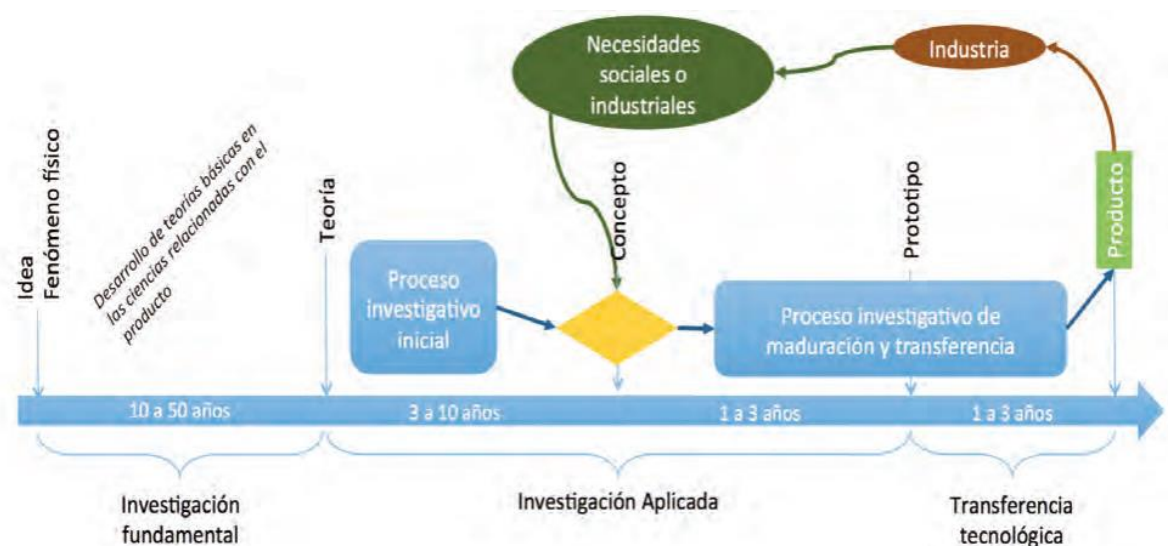 Necesidades
sociales o
industriales
Industria
Idea
Fenómeno físico
Desarrollo de teorías básicas en
las ciencias relacionadas con el
producto
Teoría
Concepto
Prototipo
Producto
Proceso
investigativo
inicial
Proceso investigativo de
maduración y transferencia
10 a 50 años
3 a 10 años
1 a 3 años
1 a 3 años
Investigación
fundamental
Investigación Aplicada
Transferencia
tecnológica